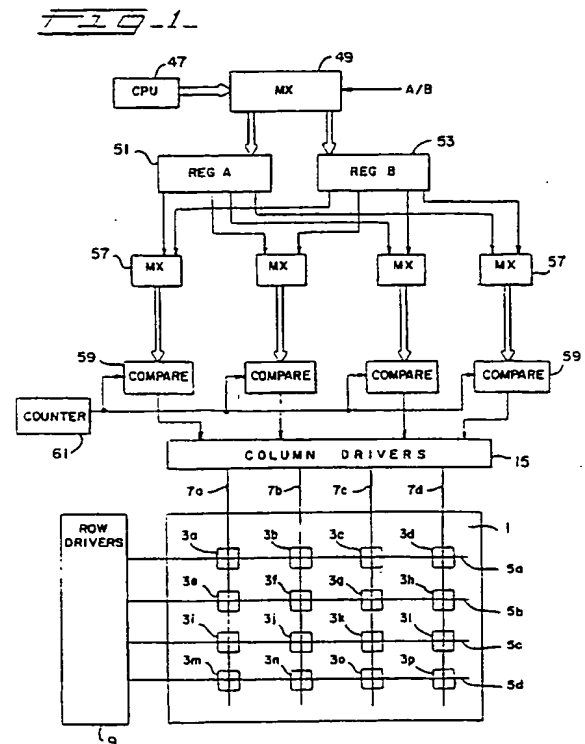 FIG_1_
47
49
CPU
MX
A/B
51
53
REG A
REG B
57
MX
MX
MX
MX
57
59
COMPARE
COMPARE
COMPARE
COMPARE
59
COUNTER
61
COLUMN DRIVERS
15
7a
7b
7c
7d
ROW
DRIVERS
1
3a
3b
3c
3d
5a
3e
3f
3g
3h
5b
3i
3j
3k
3l
5c
3m
3n
3o
3p
5d
9